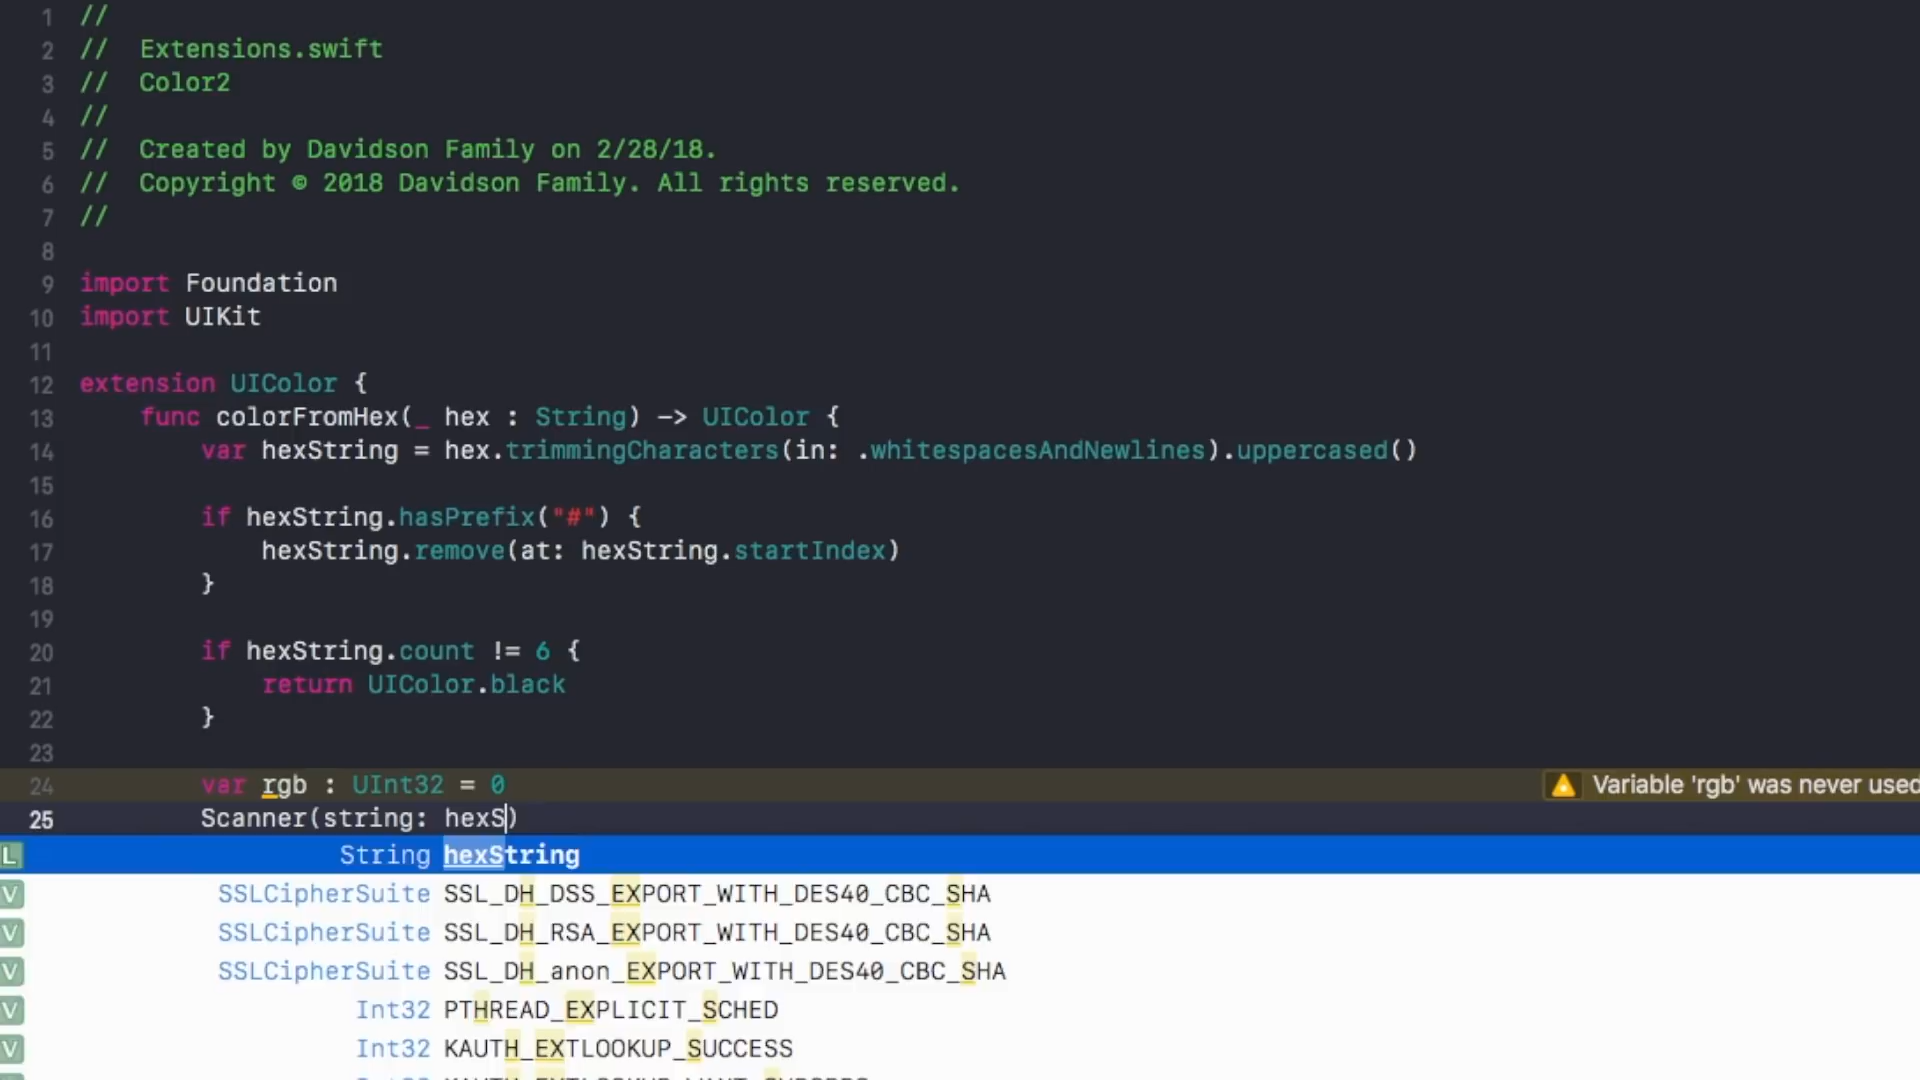 1 //
2 // Extensions.swift
3 // Color2
4 //
5 // Created by Davidson Family on 2/28/18.
6 // Copyright © 2018 Davidson Family. All rights reserved.
7 //
8
9 import Foundation
10 import UIKit
11
12 extension UIColor {
13 func colorFromHex(_ hex : String) -> UIColor {
14 var hexString = hex.trimmingCharacters(in: .whitespacesAndNewlines).uppercased()
15
16 if hexString.hasPrefix("#") {
17 hexString.remove(at: hexString.startIndex)
18 }
19
20 if hexString.count != 6 {
21 return UIColor.black
22 }
23
24 var rgb : UInt32 = 0 Variable 'rgb' was never used
25 Scanner(string: hexS)
L String hexString
V SSLCipherSuite SSL_DH_DSS_EXPORT_WITH_DES40_CBC_SHA
V SSLCipherSuite SSL_DH_RSA_EXPORT_WITH_DES40_CBC_SHA
V SSLCipherSuite SSL_DH_anon_EXPORT_WITH_DES40_CBC_SHA
V Int32 PTHREAD_EXPLICIT_SCHED
V Int32 KAUTH_EXTLOOKUP_SUCCESS